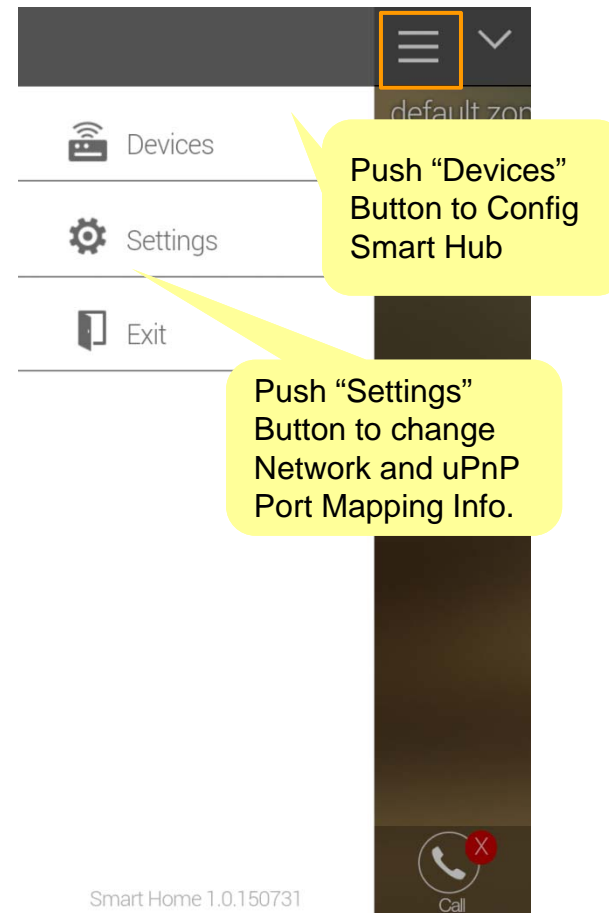 default zon
Devices
Push “Devices”
Button to Config
Smart Hub
Settings
Exit
Push “Settings”
Button to change
Network and uPnP
Port Mapping Info.
X
Call
Smart Home 1.0.150731